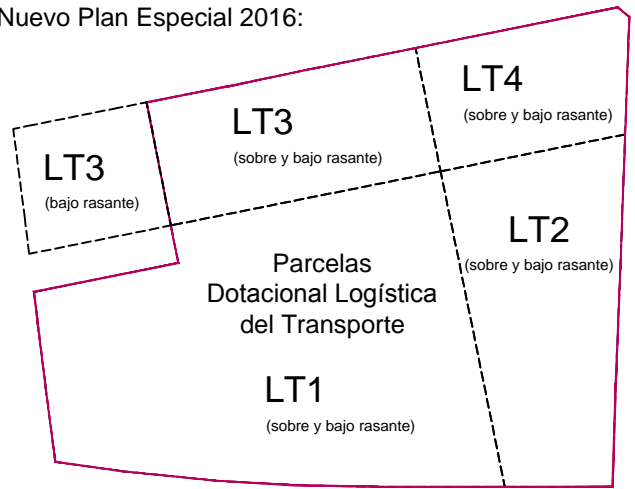 Nuevo Plan Especial 2016:
LT4
(sobre y bajo rasante)
LT3
(sobre y bajo rasante)
LT3
(bajo rasante)
LT2
(sobre y bajo rasante)
Parcelas
Dotacional Logística
del Transporte
LT1
(sobre y bajo rasante)